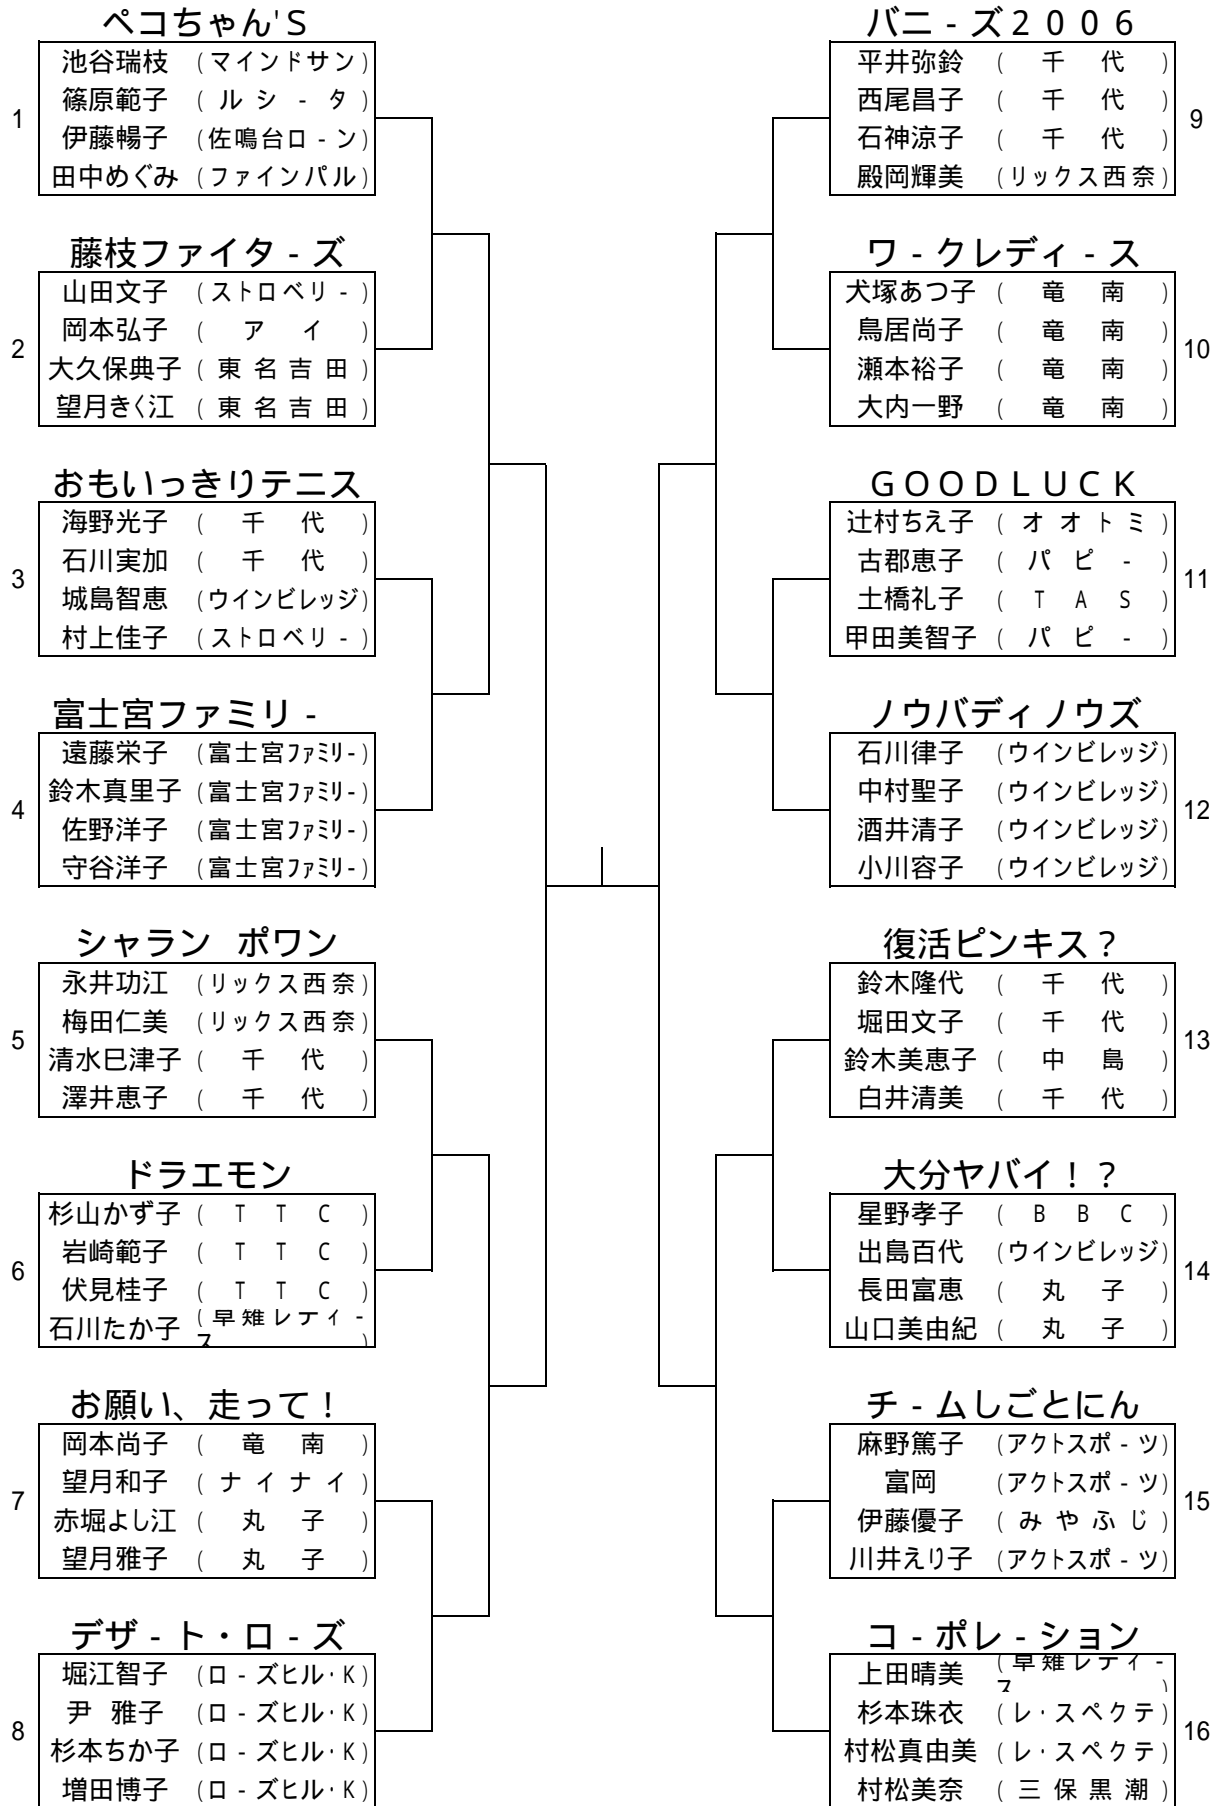 ペコちゃん'S
1
池谷瑞枝 (マインドサン)
篠原範子 (ルシ-タ)
伊藤暢子 (佐鳴台ロ-ン)
田中めぐみ (ファインパル)
藤枝ファイタ-ズ
2
山田文子 (ストロベリ-)
岡本弘子 (アイ)
大久保典子 (東名吉田)
望月きく江 (東名吉田)
おもいっきりテニス
3
海野光子 (千代)
石川実加 (千代)
城島智恵 (ウインビレッジ)
村上佳子 (ストロベリ-)
富士宮ファミリ-
4
遠藤栄子 (富士宮ファミリ-)
鈴木真里子 (富士宮ファミリ-)
佐野洋子 (富士宮ファミリ-)
守谷洋子 (富士宮ファミリ-)
シャラン ポワン
5
永井功江 (リックス西奈)
梅田仁美 (リックス西奈)
清水巳津子 (千代)
澤井恵子 (千代)
ドラエモン
6
杉山かず子 (TTC)
岩崎範子 (TTC)
伏見桂子 (TTC)
石川たか子 (早雉レディ-ス)
お願い、走って!
7
岡本尚子 (竜南)
望月和子 (ナイナイ)
赤堀よし江 (丸子)
望月雅子 (丸子)
デザ-ト・ロ-ズ
8
堀江智子 (ロ-ズヒル・K)
尹 雅子 (ロ-ズヒル・K)
杉本ちか子 (ロ-ズヒル・K)
増田博子 (ロ-ズヒル・K)
バニ-ズ2006
9
平井弥鈴 (千代)
西尾昌子 (千代)
石神涼子 (千代)
殿岡輝美 (リックス西奈)
ワ-クレディ-ス
10
犬塚あつ子 (竜南)
鳥居尚子 (竜南)
瀬本裕子 (竜南)
大内一野 (竜南)
GOODLUCK
11
辻村ちえ子 (オオトミ)
古郡恵子 (パピ-)
土橋礼子 (TAS)
甲田美智子 (パピ-)
ノウバディノウズ
12
石川律子 (ウインビレッジ)
中村聖子 (ウインビレッジ)
酒井清子 (ウインビレッジ)
小川容子 (ウインビレッジ)
復活ピンキス?
13
鈴木隆代 (千代)
堀田文子 (千代)
鈴木美恵子 (中島)
白井清美 (千代)
大分ヤバイ!?
14
星野孝子 (BBC)
出島百代 (ウインビレッジ)
長田富恵 (丸子)
山口美由紀 (丸子)
チ-ムしごとにん
15
麻野篤子 (アクトスポ-ツ)
富岡 (アクトスポ-ツ)
伊藤優子 (みやふじ)
川井えり子 (アクトスポ-ツ)
コ-ポレ-ション
16
上田晴美 (早雉レディ-ス)
杉本珠衣 (レ・スペクテ)
村松真由美 (レ・スペクテ)
村松美奈 (三保黒潮)